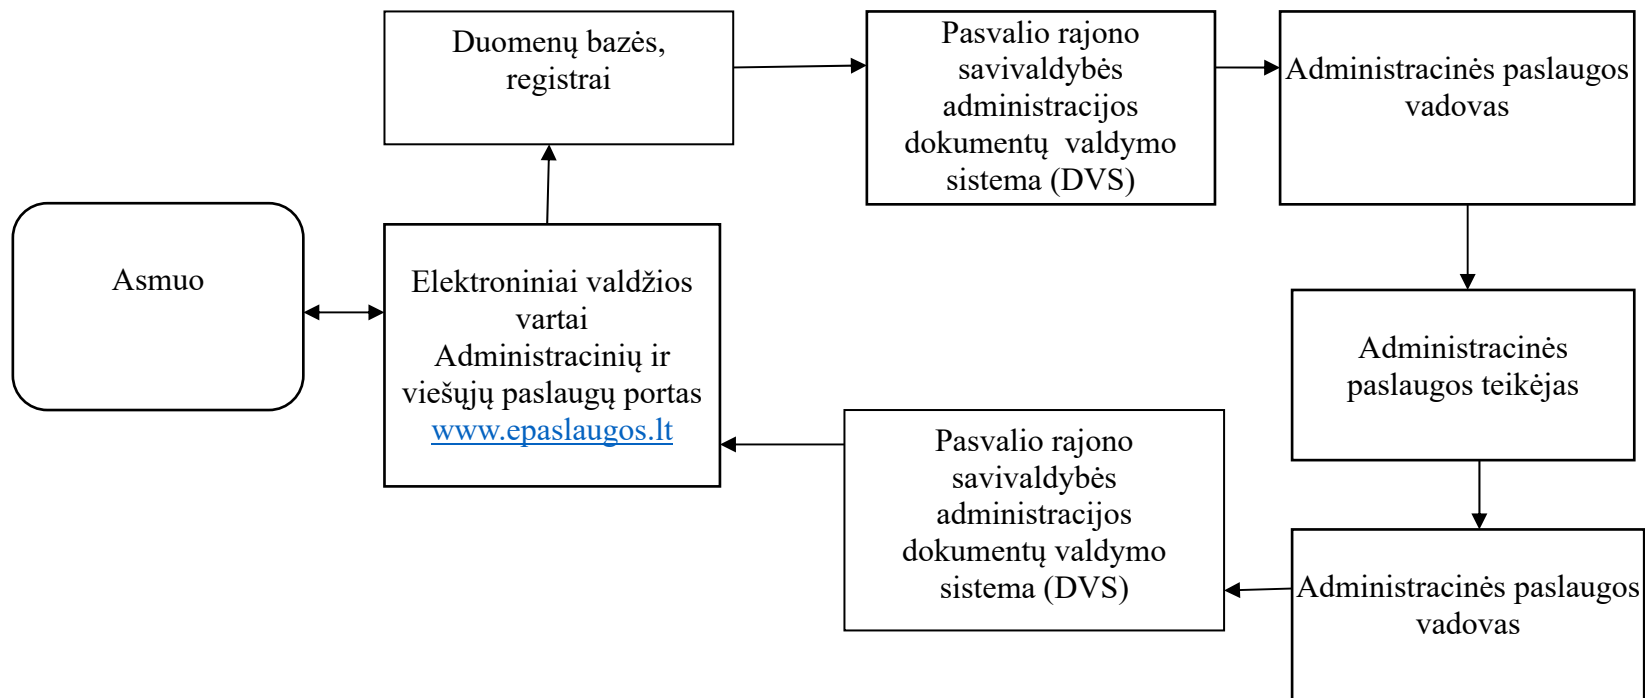 Duomenų bazės,
registrai
Pasvalio rajono
savivaldybės
administracijos
dokumentų valdymo
sistema (DVS)
Administracinės paslaugos
vadovas
Asmuo
Elektroniniai valdžios
vartai
Administracinių ir
viešųjų paslaugų portas
www.epaslaugos.lt
Administracinės
paslaugos teikėjas
Pasvalio rajono
savivaldybės
administracijos
dokumentų valdymo
sistema (DVS)
Administracinės paslaugos
vadovas